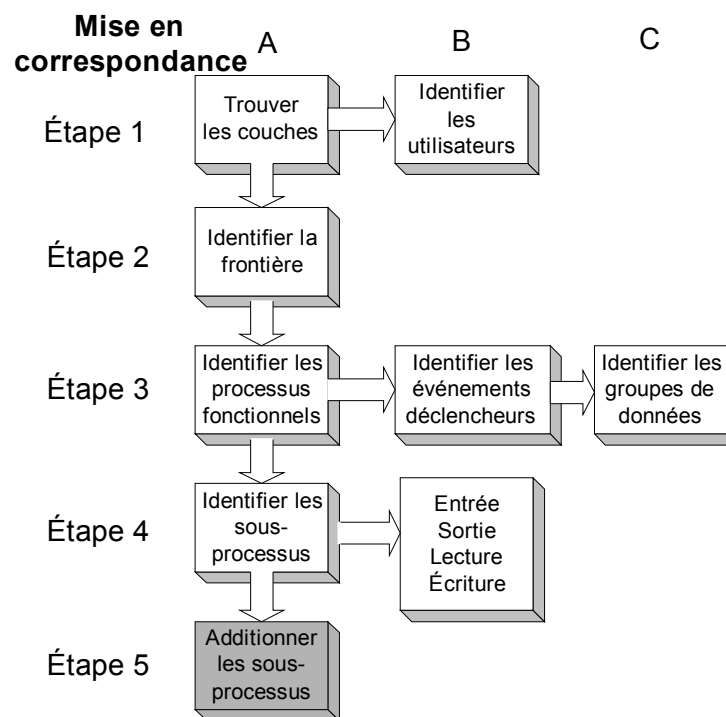 Mise en
correspondance
A
B
C
Étape 1
Trouver
les couches
Identifier
les
utilisateurs
Étape 2
Identifier la
frontière
Étape 3
Identifier les
processus
fonctionnels
Identifier les
événements
déclencheurs
Identifier les
groupes de
données
Étape 4
Identifier les
sous-
processus
Entrée
Sortie
Lecture
Écriture
Étape 5
Additionner
les sous-
processus